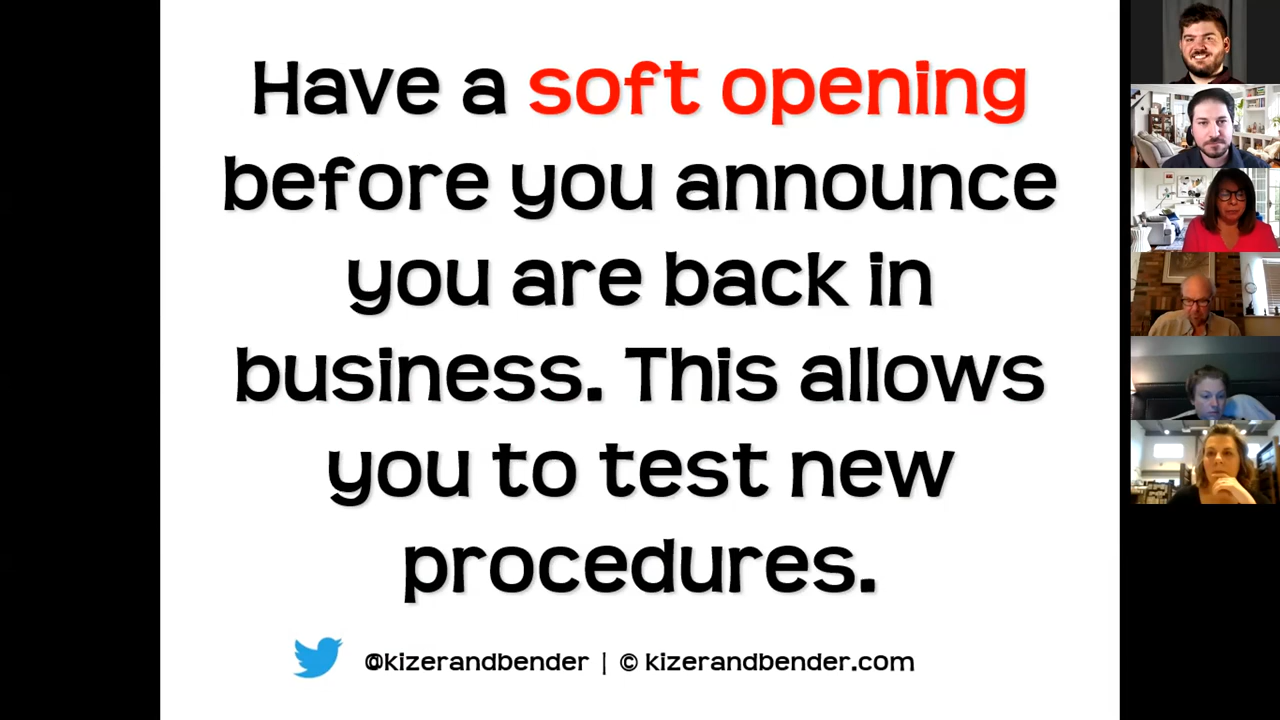 Have a soft opening
before you announce
you are back in
business. This allows
you to test new
procedures.
@kizerandbender | © kizerandbender.com